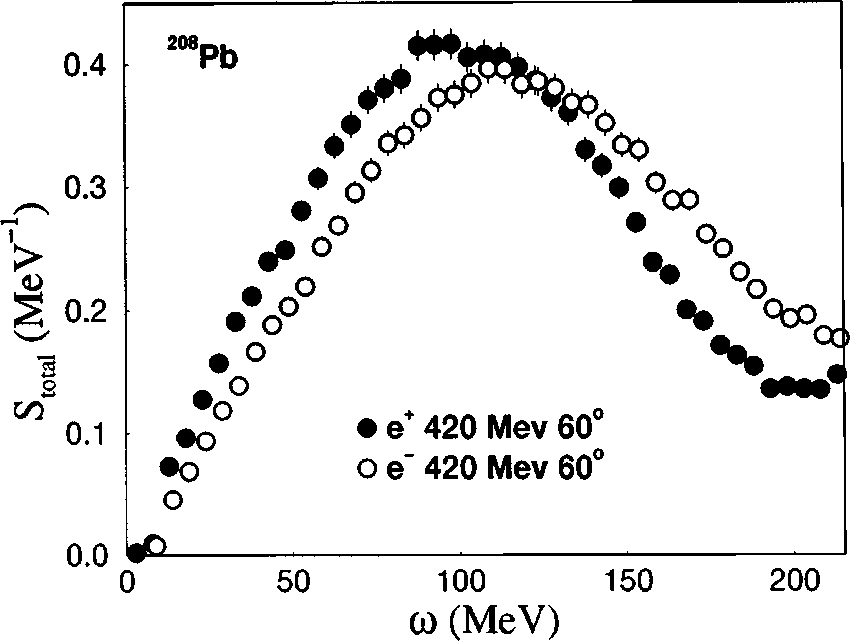 ²⁰⁸Pb
0.4
0.3
0.2
0.1
0.0
S_total (MeV⁻¹)
e⁺ 420 Mev 60°
e⁻ 420 Mev 60°
0 50 100 150 200
ω (MeV)